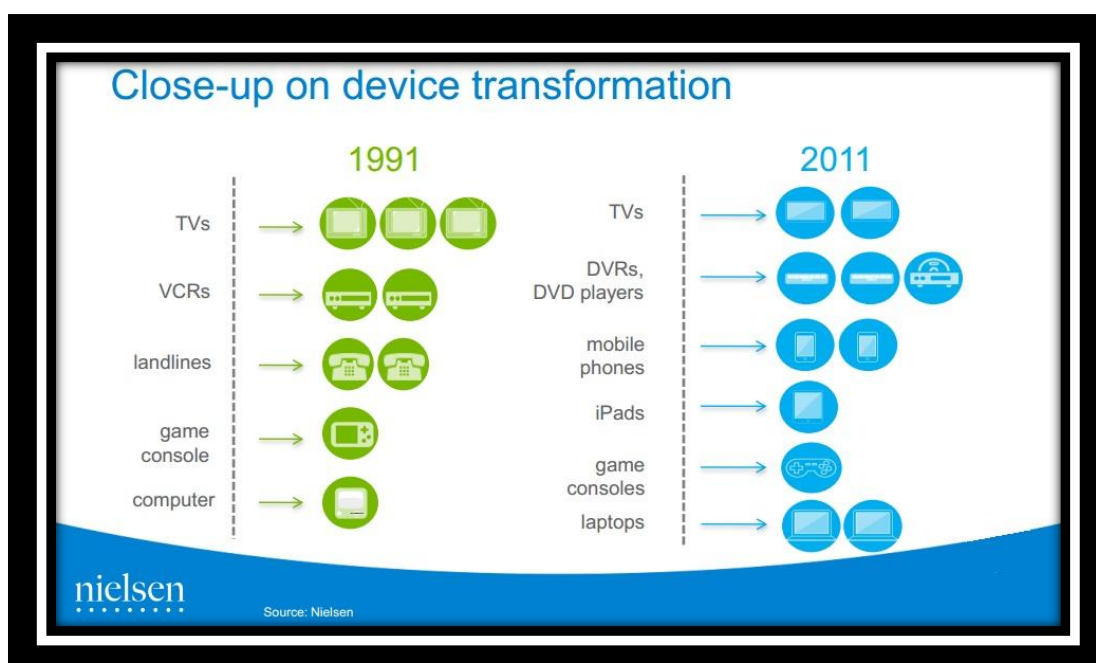 Close-up on device transformation
1991
TVs
VCRs
landlines
game
console
computer
2011
TVs
DVRs,
DVD players
mobile
phones
iPads
game
consoles
laptops
nielsen
Source: Nielsen